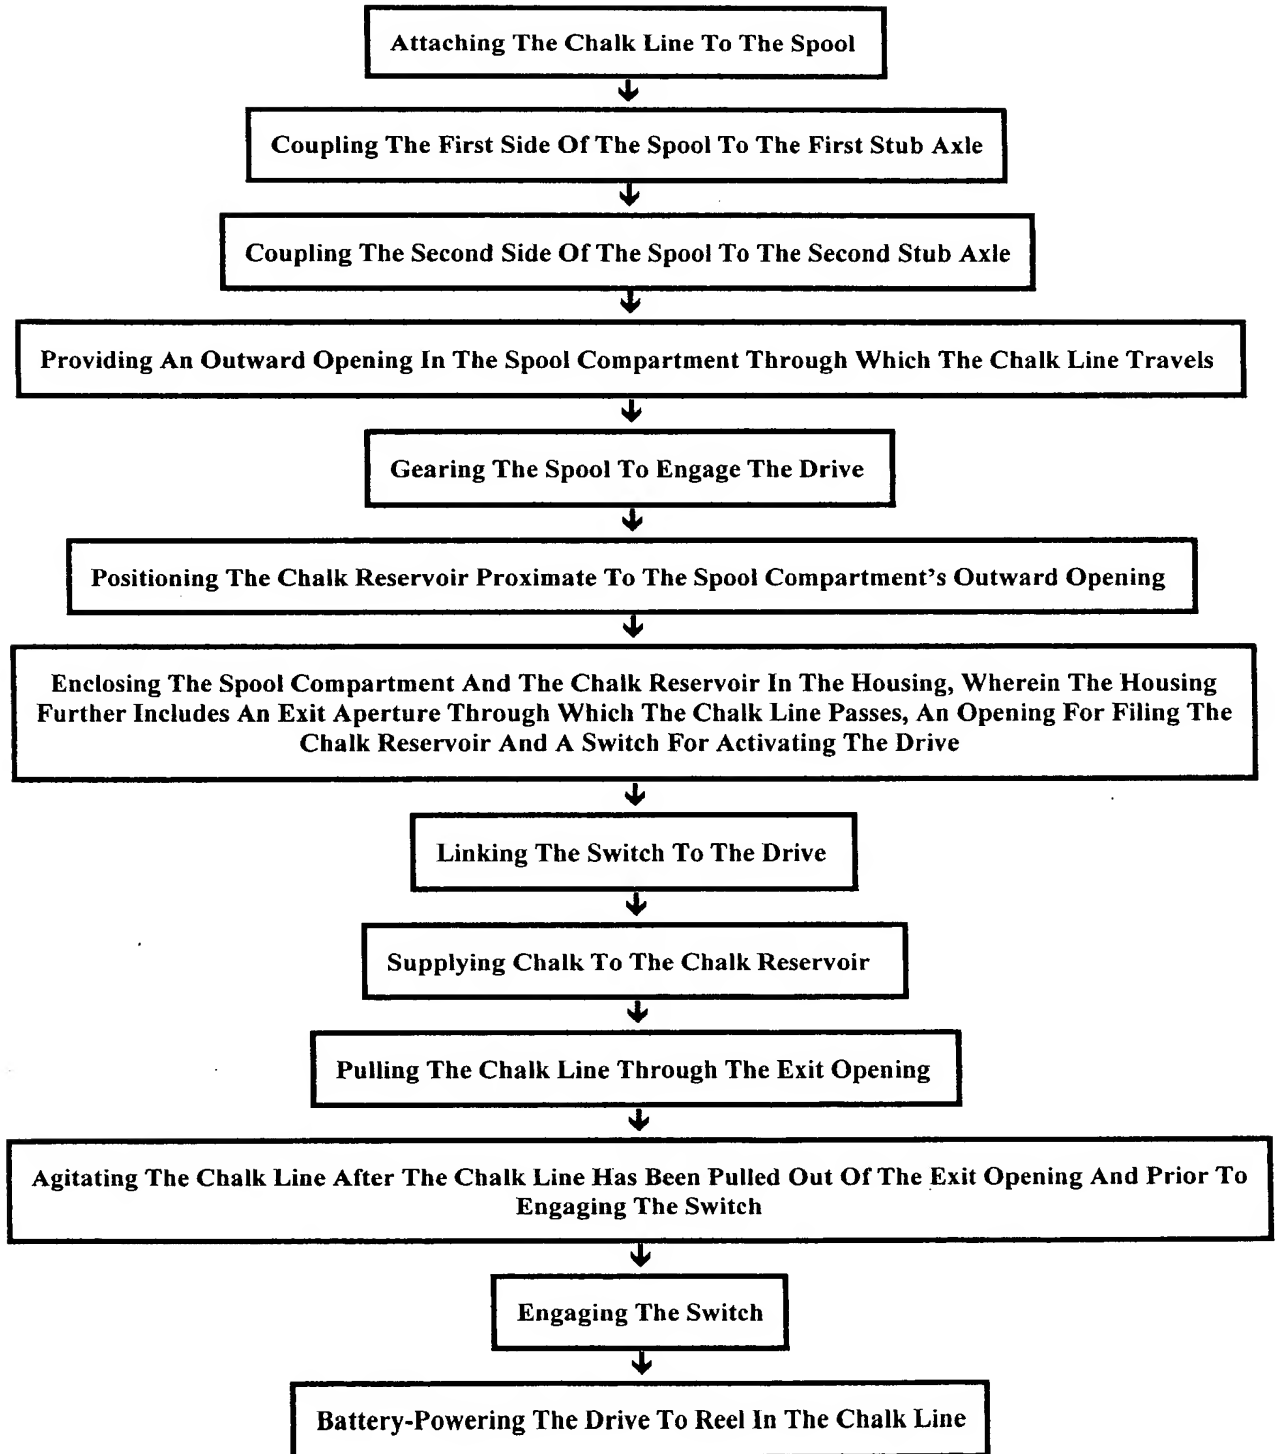 Attaching The Chalk Line To The Spool
Coupling The First Side Of The Spool To The First Stub Axle
Coupling The Second Side Of The Spool To The Second Stub Axle
Providing An Outward Opening In The Spool Compartment Through Which The Chalk Line Travels
Gearing The Spool To Engage The Drive
Positioning The Chalk Reservoir Proximate To The Spool Compartment's Outward Opening
Enclosing The Spool Compartment And The Chalk Reservoir In The Housing, Wherein The Housing
Further Includes An Exit Aperture Through Which The Chalk Line Passes, An Opening For Filing The
Chalk Reservoir And A Switch For Activating The Drive
Linking The Switch To The Drive
Supplying Chalk To The Chalk Reservoir
Pulling The Chalk Line Through The Exit Opening
Agitating The Chalk Line After The Chalk Line Has Been Pulled Out Of The Exit Opening And Prior To
Engaging The Switch
Engaging The Switch
Battery-Powering The Drive To Reel In The Chalk Line